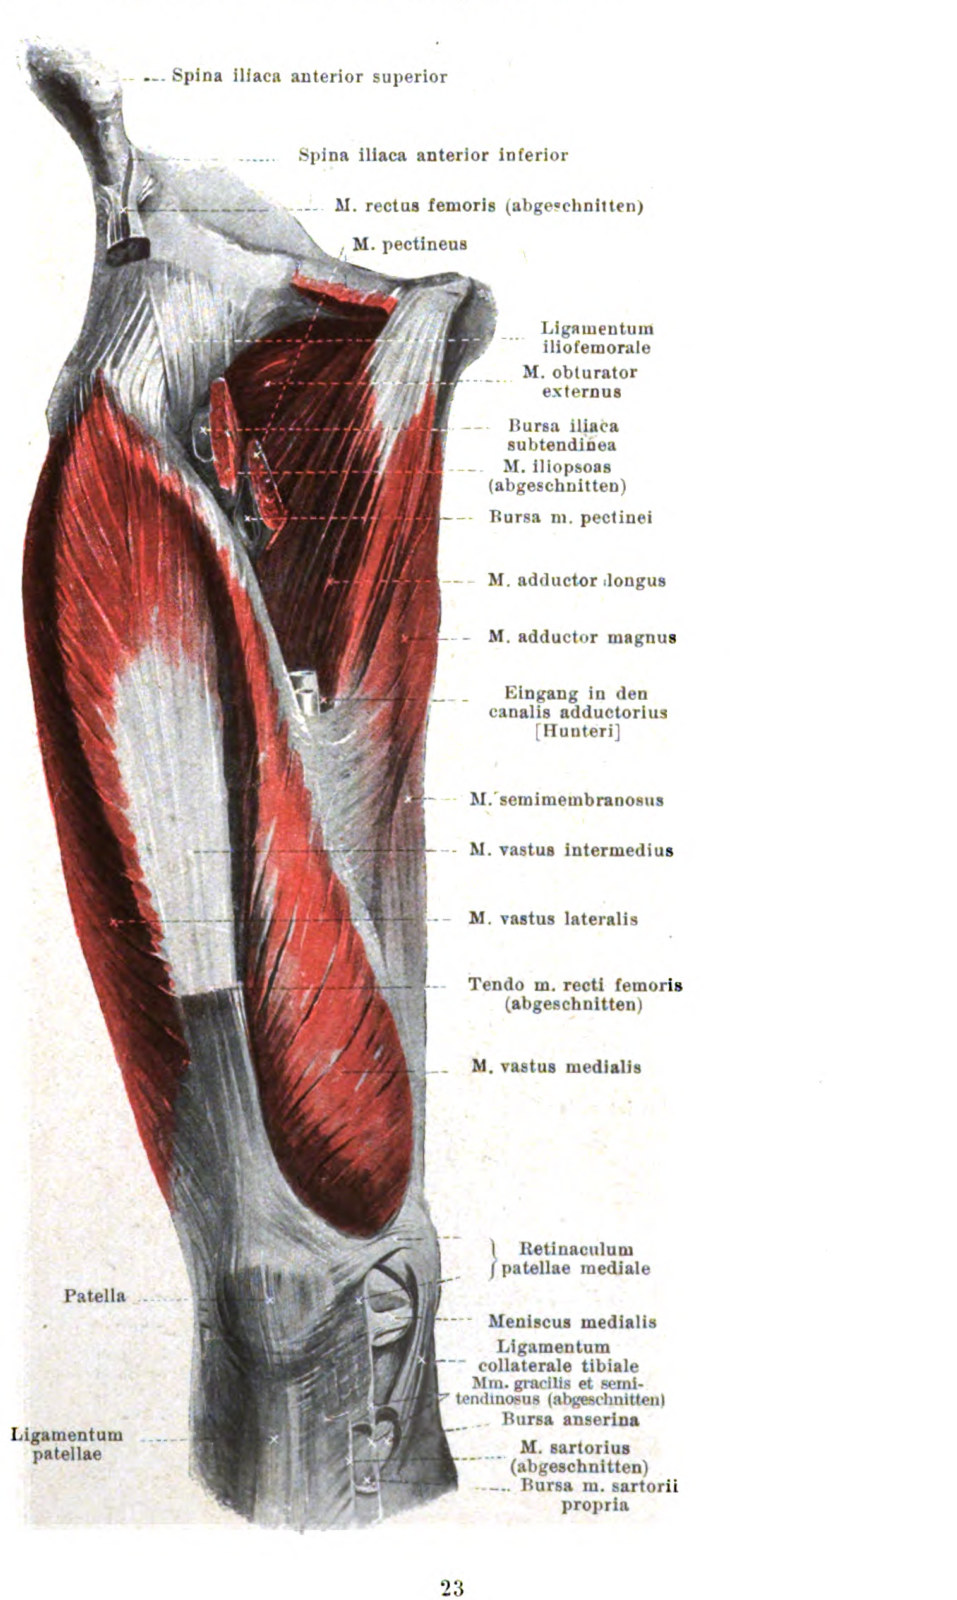 Spina iliaca anterior superior
Spina iliaca anterior inferior
M. rectus femoris (abgeschnitten)
M. pectineus
Ligamentum
iliofemorale
M. obturator
externus
Bursa iliaca
subtendinea
M. iliopsoas
(abgeschnitten)
Bursa m. pectinei
M. adductor longus
M. adductor magnus
Eingang in den
canalis adductorius
[Hunteri]
M. semimembranosus
M. vastus intermedius
M. vastus lateralis
Tendo m. recti femoris
(abgeschnitten)
M. vastus medialis
Retinaculum
patellae mediale
Patella
Meniscus medialis
Ligamentum
collaterale tibiale
Mm. gracilis et semi-
tendinosus (abgeschnitten)
Bursa anserina
Ligamentum
patellae
M. sartorius
(abgeschnitten)
Bursa m. sartorii
propria
23